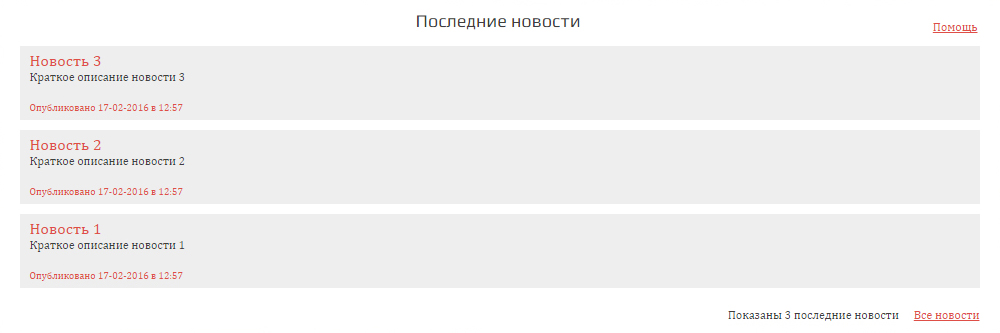 Последние новости
Помощь
Новость 3
Краткое описание новости 3
Опубликовано 17-02-2016 в 12:57
Новость 2
Краткое описание новости 2
Опубликовано 17-02-2016 в 12:57
Новость 1
Краткое описание новости 1
Опубликовано 17-02-2016 в 12:57
Показаны 3 последние новости Все новости